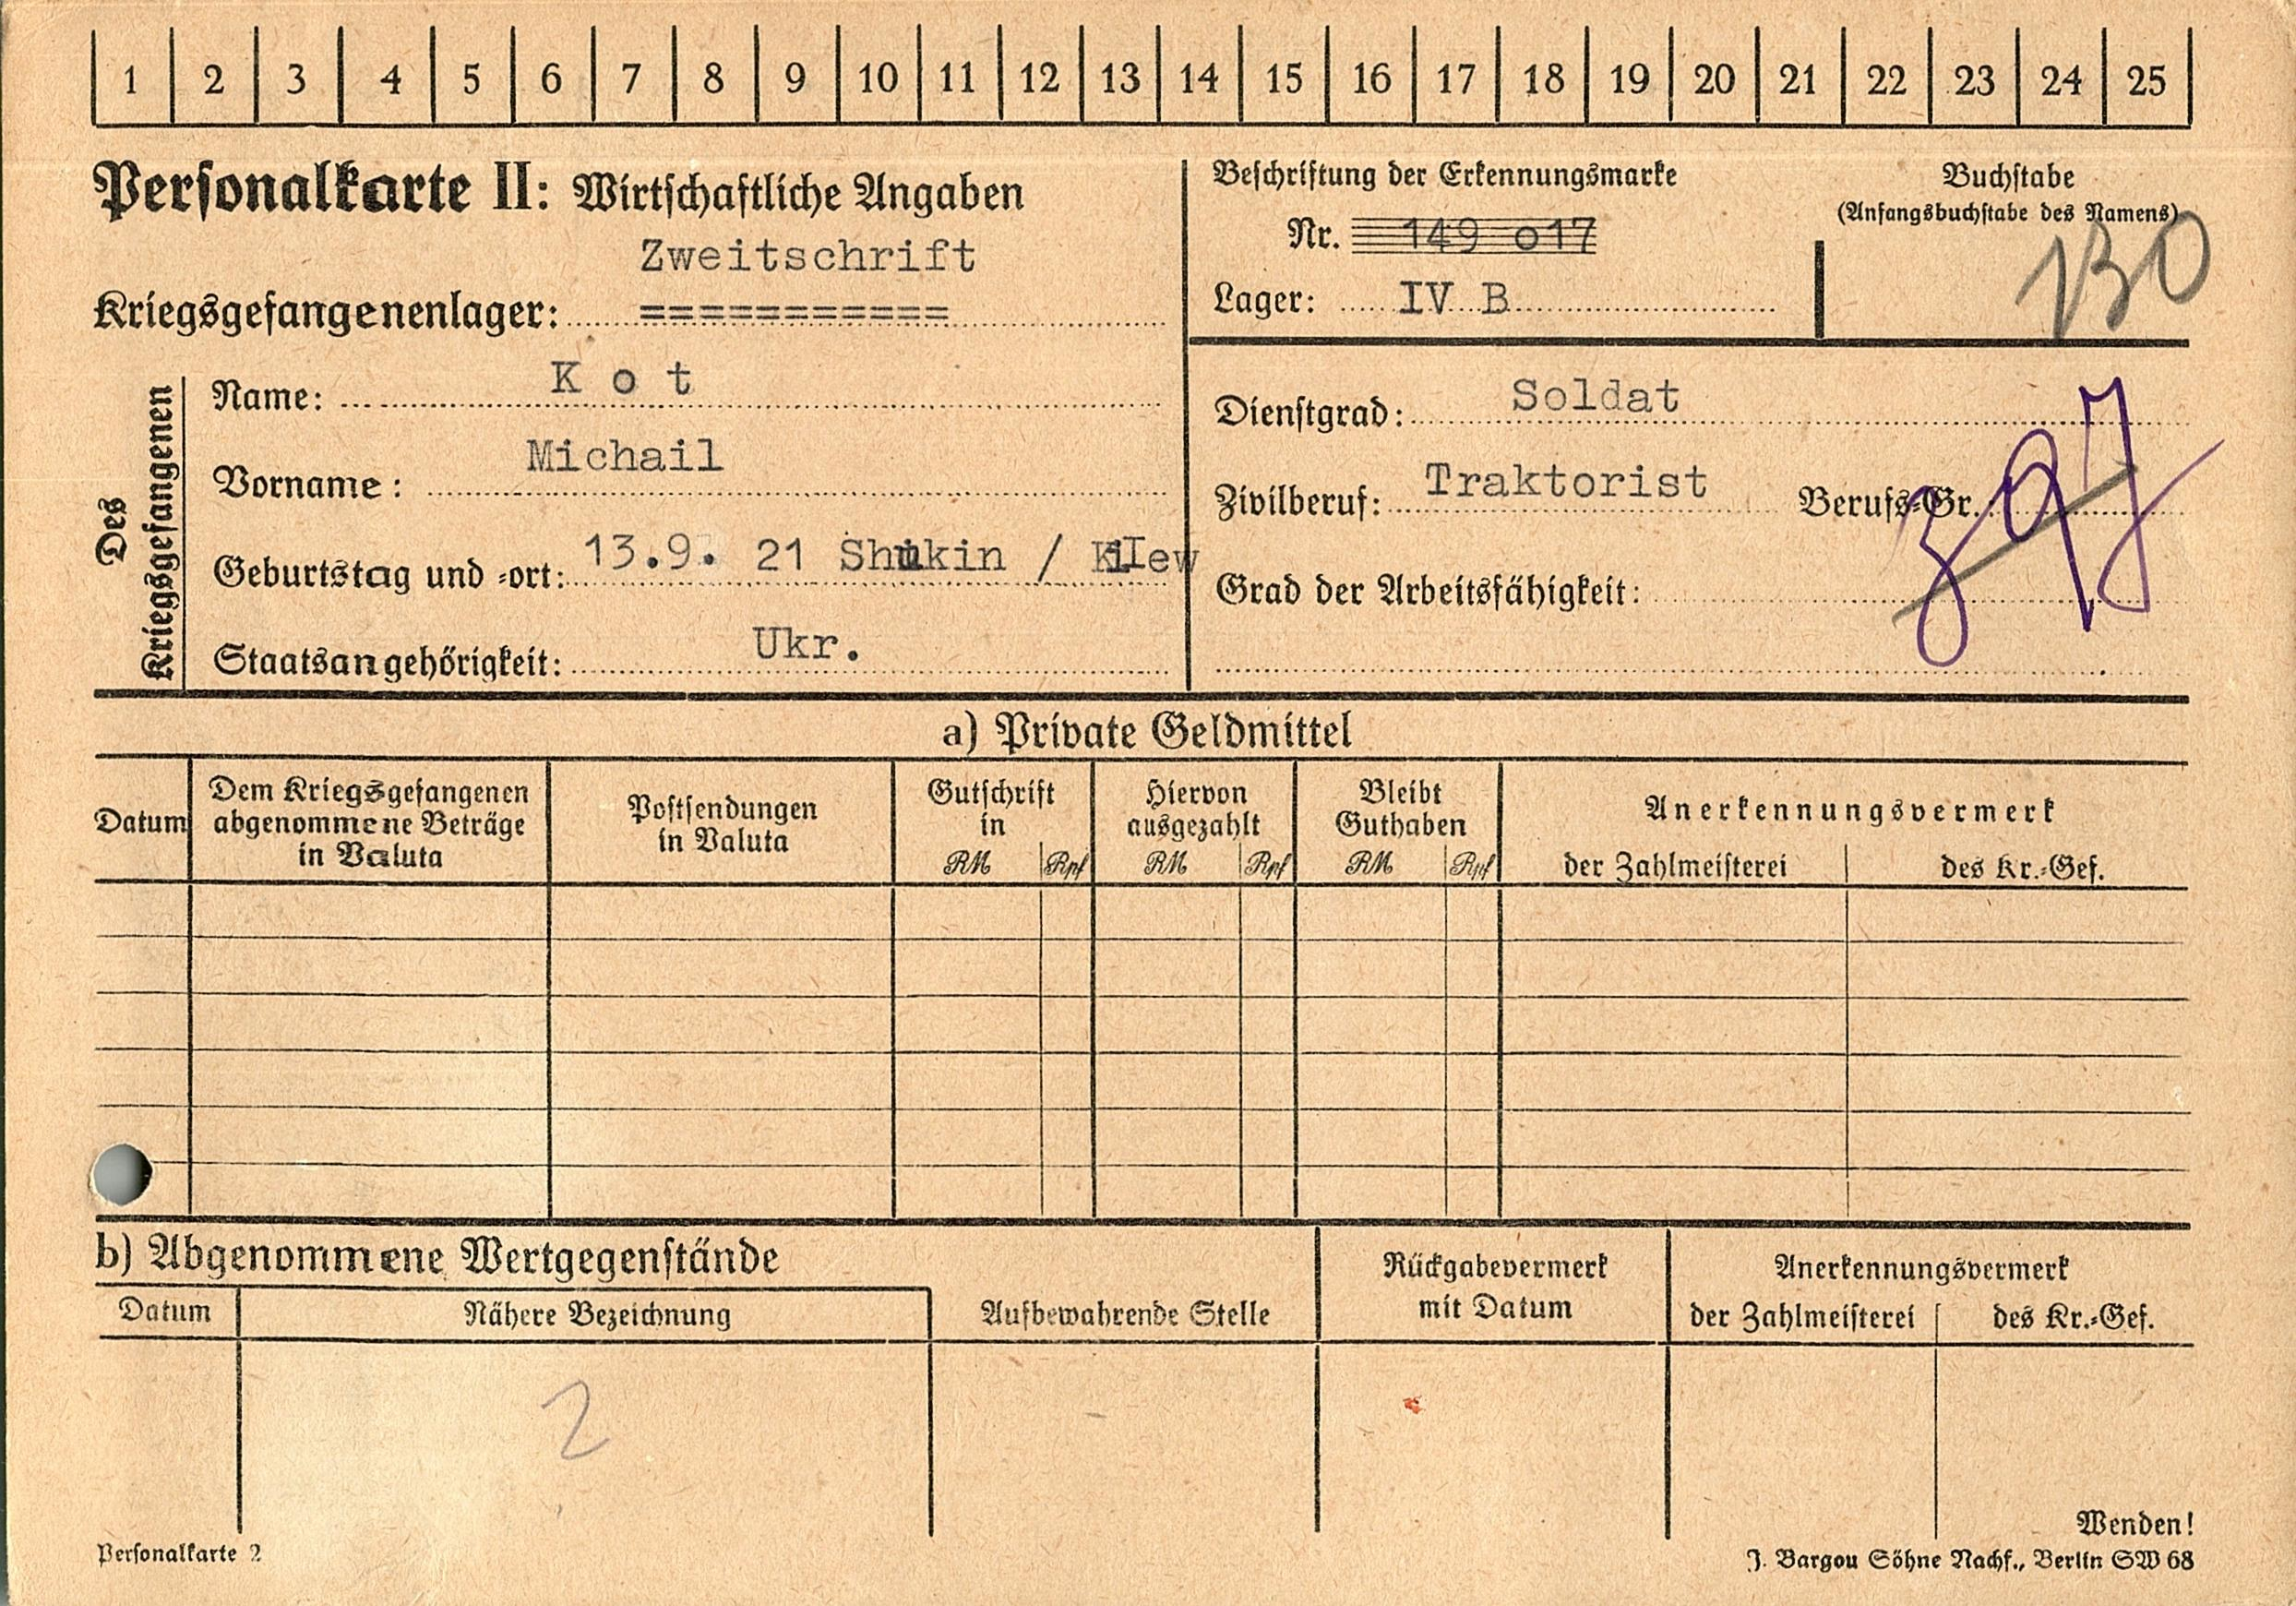 1 2 3 4 5 6 7 8 9 10 11 12 13 14 15 16 17 18 19 20 21 22 23 24 25
Personalkarte II: Wirtschaftliche Angaben
Zweitschrift
Kriegsgefangenenlager: ===========
Beschriftung der Erkennungsmarke
Nr. 149 o17
Lager: IV B
Buchstabe
(Anfangsbuchstabe des Namens)
Des Kriegsgefangenen
Name: K o t
Vorname: Michail
Geburtstag und -ort: 13.9. 21 Shukin / Kiew
Staatsangehörigkeit: Ukr.
Dienstgrad: Soldat
Zivilberuf: Traktorist Berufs-Gr.
Grad der Arbeitsfähigkeit:
a) Private Geldmittel
Datum
Dem Kriegsgefangenen
abgenommene Beträge
in Valuta
Postsendungen
in Valuta
Gutschrift
in
RM Rpf
Hiervon
ausgezahlt
RM Rpf
Bleibt
Guthaben
RM Rpf
Anerkennungsvermerk
der Zahlmeisterei des Kr.-Gef.
b) Abgenommene Wertgegenstände
Datum Nähere Bezeichnung Aufbewahrende Stelle
Rückgabevermerk
mit Datum
Anerkennungsvermerk
der Zahlmeisterei des Kr.-Gef.
2
Wenden!
Personalkarte 2
J. Bargou Söhne Nachf., Berlin SW 68